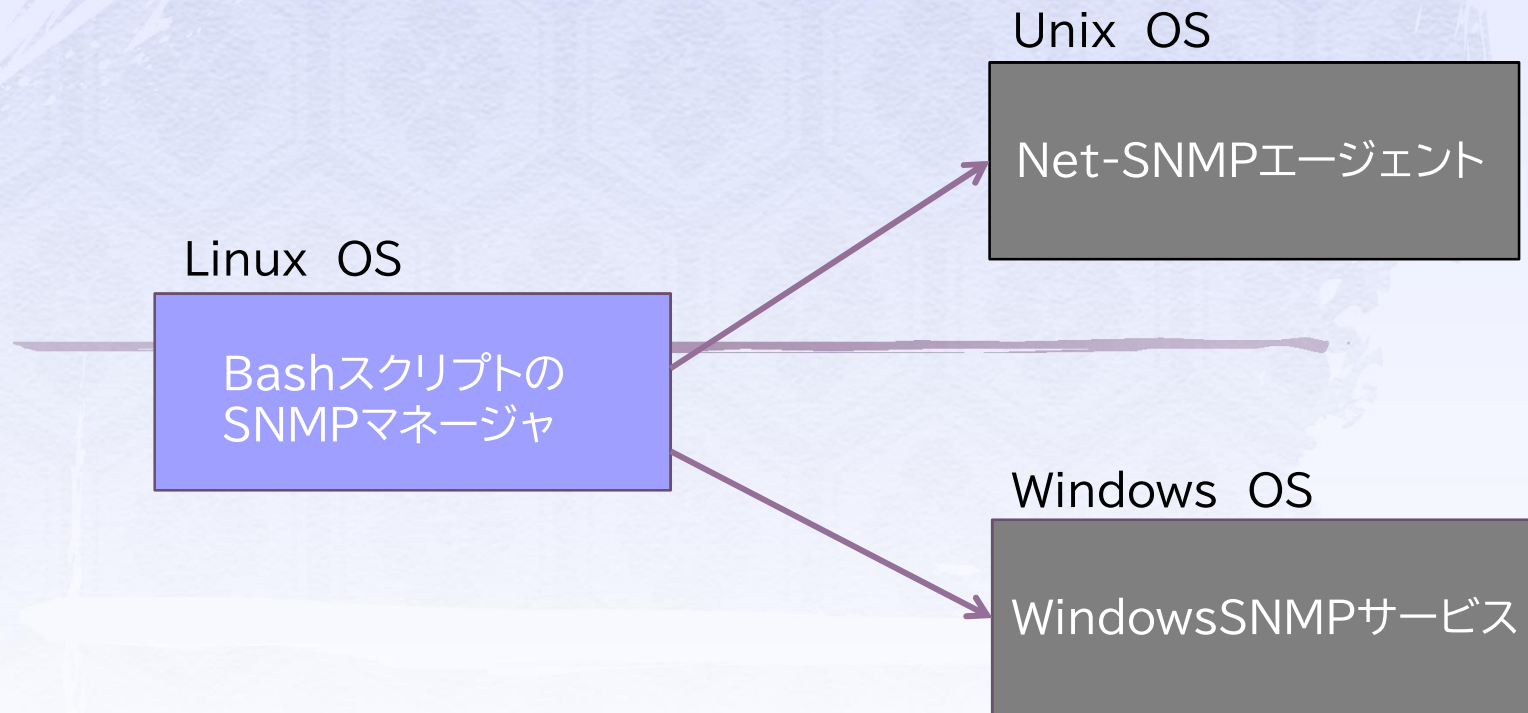 Unix OS
Net-SNMPエージェント
Linux OS
Bashスクリプトの
SNMPマネージャ
Windows OS
WindowsSNMPサービス